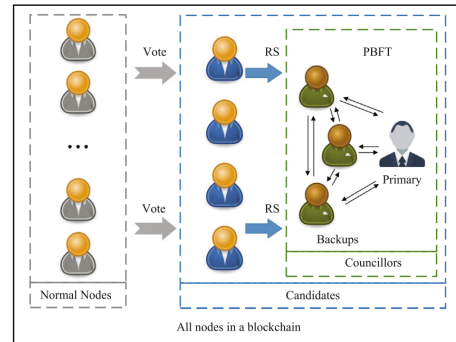 Vote
RS
PBFT
...
Primary
Vote
RS
Backups
Councillors
Normal Nodes
Candidates
All nodes in a blockchain